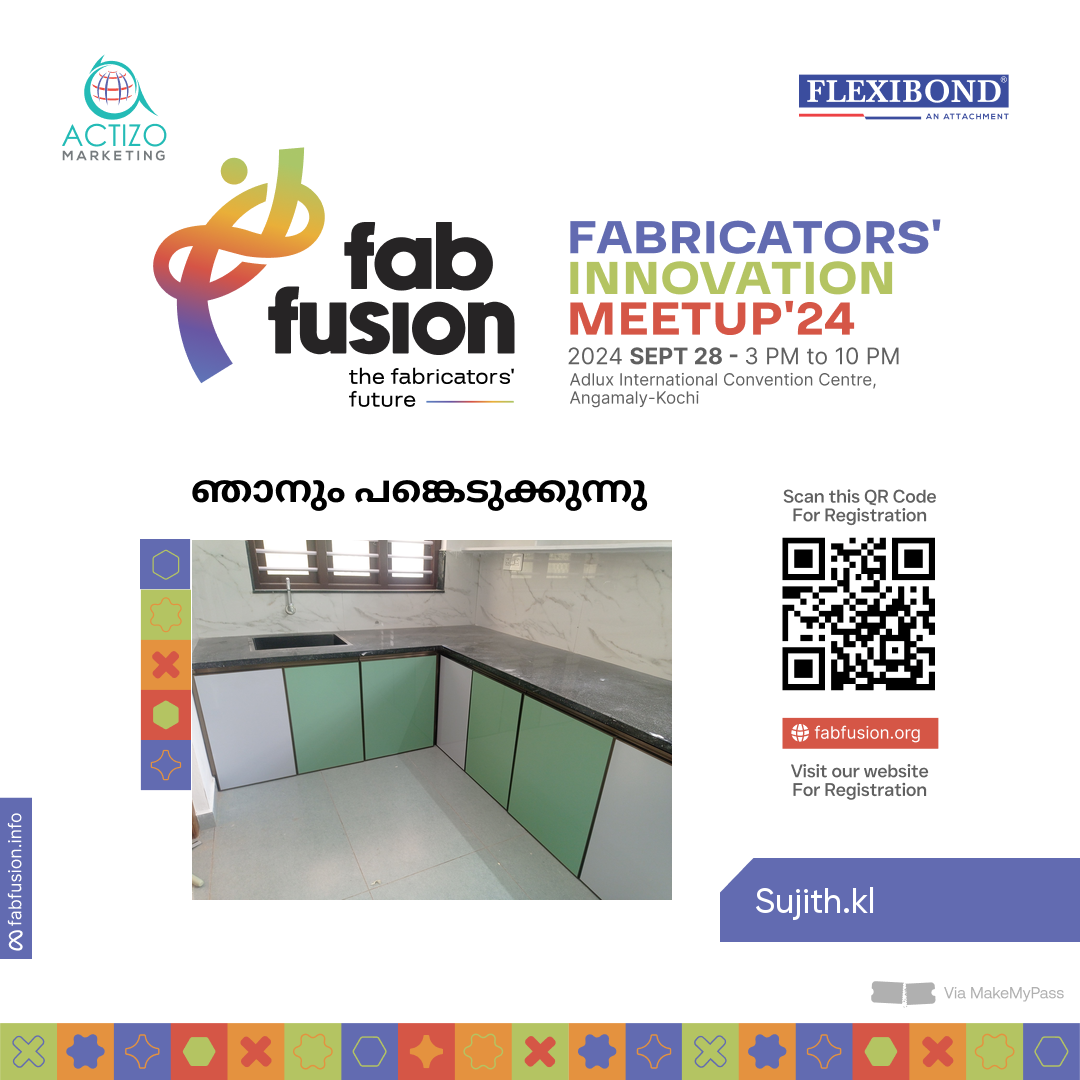 ACTIZO
MARKETING
FLEXIBOND®
AN ATTACHMENT
fab
fusion
the fabricators'
future
FABRICATORS'
INNOVATION
MEETUP'24
2024 SEPT 28 - 3 PM to 10 PM
Adlux International Convention Centre,
Angamaly-Kochi
ഞാനും പങ്കെടുക്കുന്നു
Scan this QR Code
For Registration
fabfusion.org
Visit our website
For Registration
fabfusion.info
Sujith.kl
Via MakeMyPass